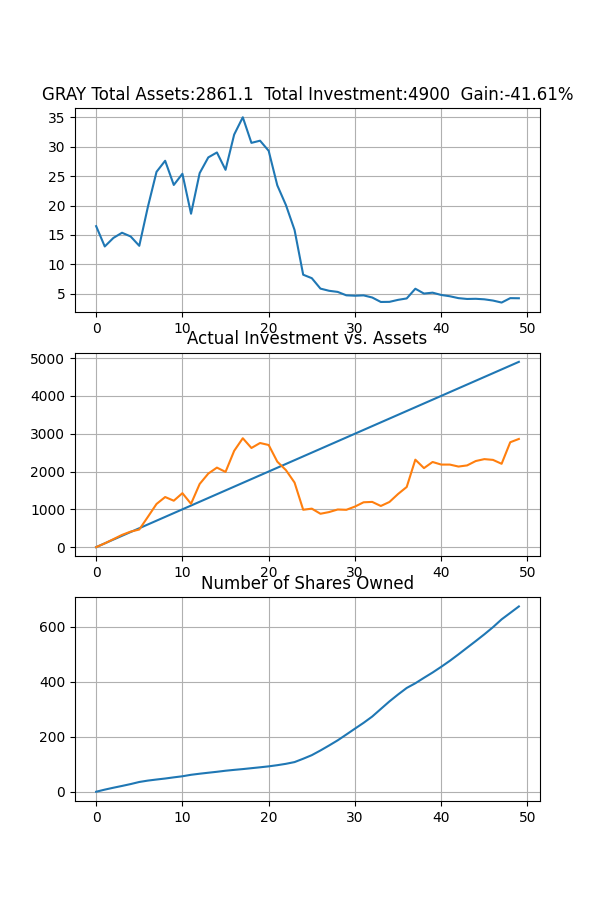 GRAY Total Assets:2861.1  Total Investment:4900  Gain:-41.61%
35
30
25
20
15
10
5
0 10 20 30 40 50
Actual Investment vs. Assets
5000
4000
3000
2000
1000
0
0 10 20 30 40 50
Number of Shares Owned
600
400
200
0
0 10 20 30 40 50